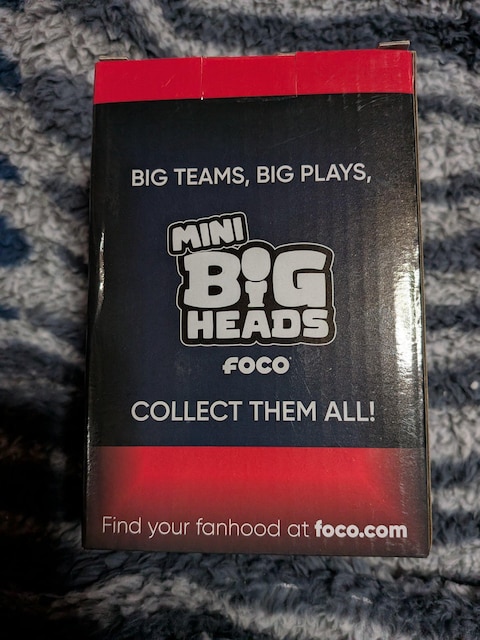 BIG TEAMS, BIG PLAYS,
MINI
BIG
HEADS
FOCO
COLLECT THEM ALL!
Find your fanhood at foco.com